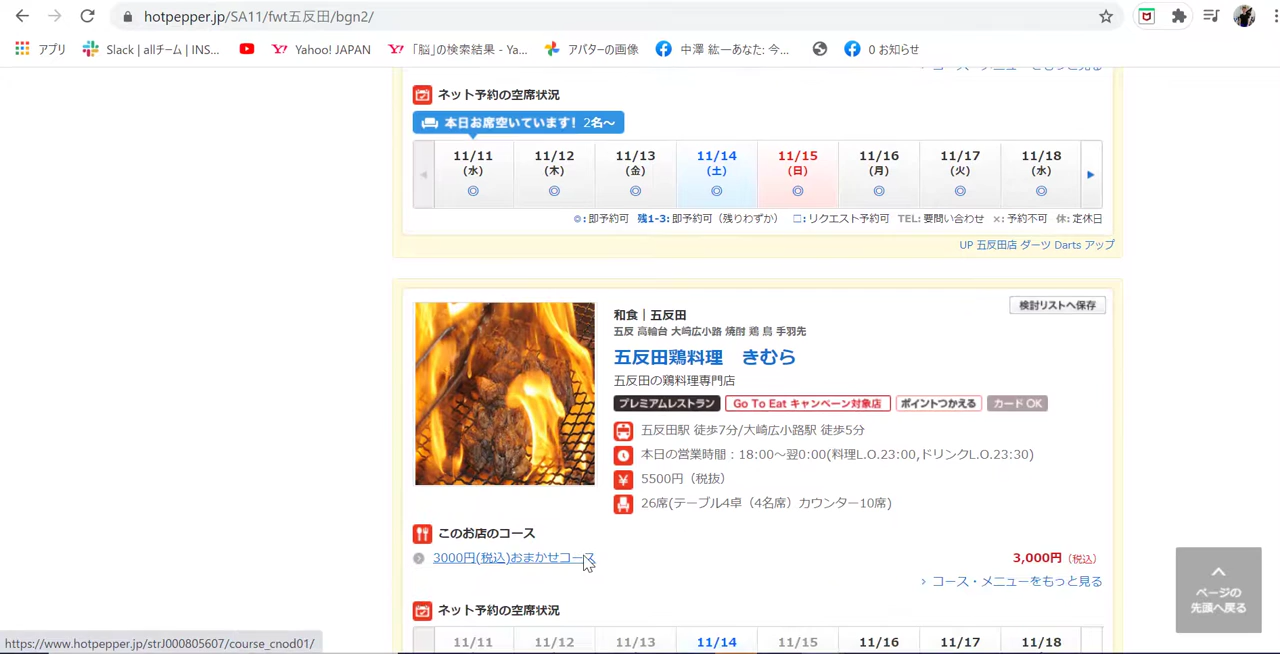 hotpepper.jp/SA11/fwt五反田/bgn2/
アプリ
Slack | allチーム | INS...
Yahoo! JAPAN
「脳」の検索結果 - Ya...
アバターの画像
中澤 紘一あなた: 今...
0 お知らせ
ネット予約の空席状況
本日お席空いています! 2名～
11/11 11/12 11/13 11/14 11/15 11/16 11/17 11/18
(水) (木) (金) (土) (日) (月) (火) (水)
◎ ◎ ◎ ◎ ◎ ◎ ◎ ◎
◎:即予約可 残1-3:即予約可（残りわずか） □:リクエスト予約可 TEL:要問い合わせ ×:予約不可 休:定休日
UP 五反田店 ダーツ Darts アップ
検討リストへ保存
和食｜五反田
五反 高輪台 大崎広小路 焼酎 鶏 鳥 手羽先
五反田鶏料理 きむら
五反田の鶏料理専門店
プレミアムレストラン Go To Eat キャンペーン対象店 ポイントつかえる カード OK
五反田駅 徒歩7分/大崎広小路駅 徒歩5分
本日の営業時間：18:00～翌0:00(料理L.O.23:00,ドリンクL.O.23:30)
5500円（税抜）
26席(テーブル4卓（4名席）カウンター10席)
このお店のコース
3000円(税込)おまかせコース
3,000円（税込）
› コース・メニューをもっと見る
ネット予約の空席状況
11/11 11/12 11/13 11/14 11/15 11/16 11/17 11/18
ページの
先頭へ戻る
https://www.hotpepper.jp/strJ000805607/course_cnod01/